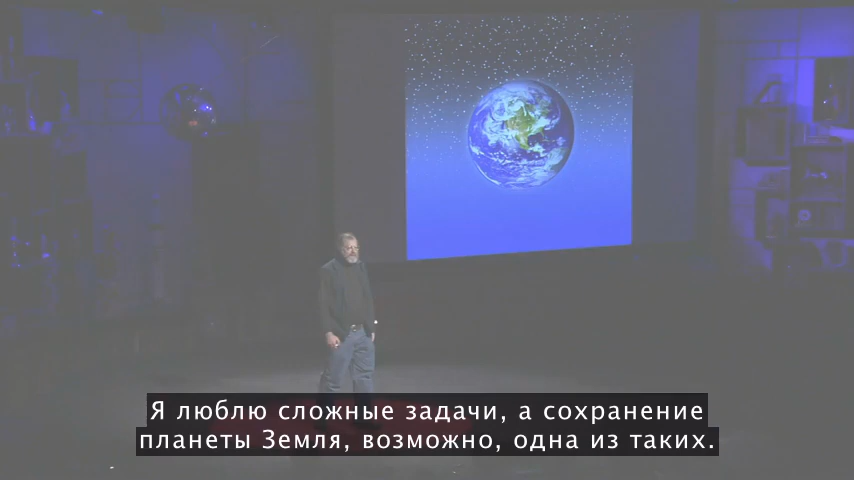 Я люблю сложные задачи, а сохранение
планеты Земля, возможно, одна из таких.